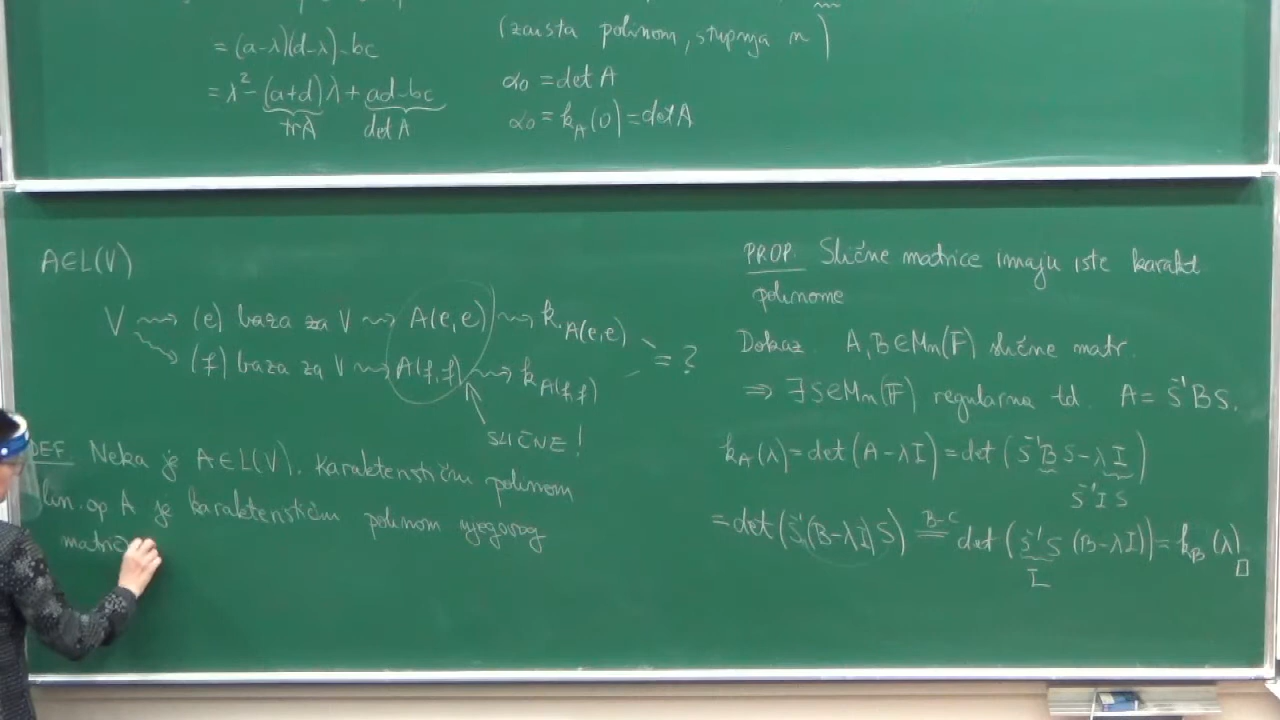 = (a-λ)(d-λ)-bc
= λ² - (a+d)λ + ad-bc
trA det A
(zaista polinom, stupnja n)
α₀ = det A
α₀ = k_A(0) = det A
A∈L(V)
V ⇝ (e) baza za V ⇝ A(e,e) ⇝ k_A(e,e)
⇝ (f) baza za V ⇝ A(f,f) ⇝ k_A(f,f)
= ?
SLIČNE!
DEF. Neka je A∈L(V). Karakteristični polinom
lin. op A je karakteristični polinom njegovog
PROP. Slične matrice imaju iste karakt
polinome
Dokaz. A,B∈Mn(F) slične matr.
⇒ ∃S∈Mn(F) regularna td. A = S⁻¹BS.
k_A(λ) = det(A-λI) = det(S⁻¹BS-λI)
S⁻¹IS
= det(S⁻¹(B-λI)S) =^{B-C} det(S⁻¹S(B-λI)) = k_B(λ)
I □